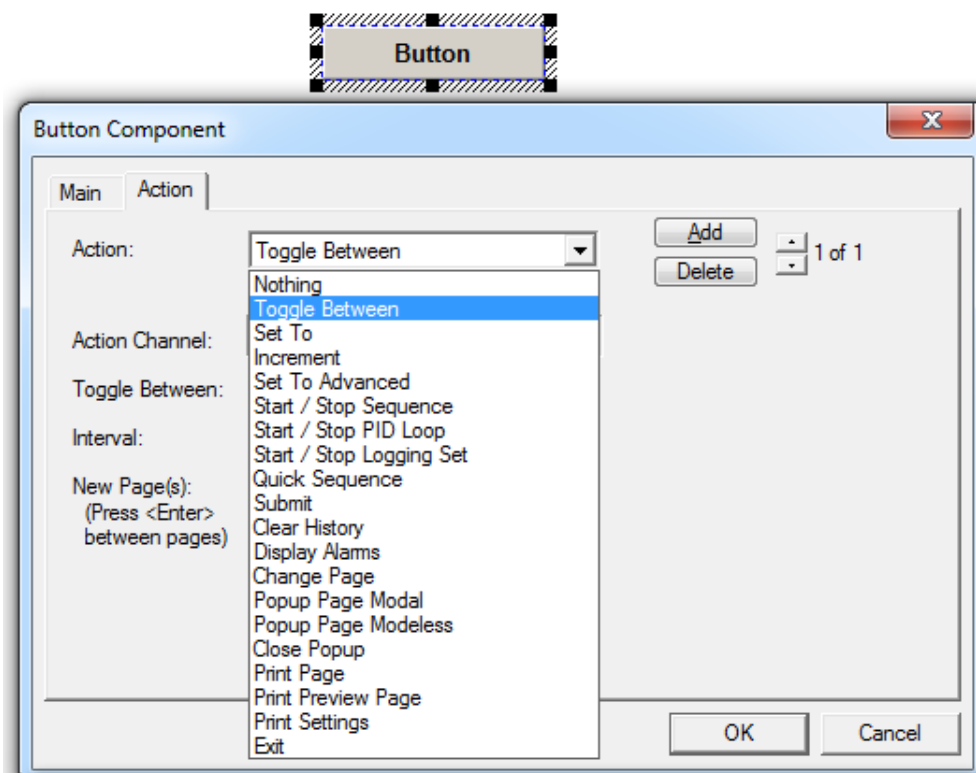 Button
Button Component
Main Action
Action: Toggle Between Add 1 of 1
Delete
Nothing
Toggle Between
Set To
Action Channel:
Increment
Set To Advanced
Toggle Between:
Start / Stop Sequence
Start / Stop PID Loop
Interval:
Start / Stop Logging Set
Quick Sequence
New Page(s):
Submit
(Press <Enter>
Clear History
between pages)
Display Alarms
Change Page
Popup Page Modal
Popup Page Modeless
Close Popup
Print Page
Print Preview Page
Print Settings
Exit
OK Cancel